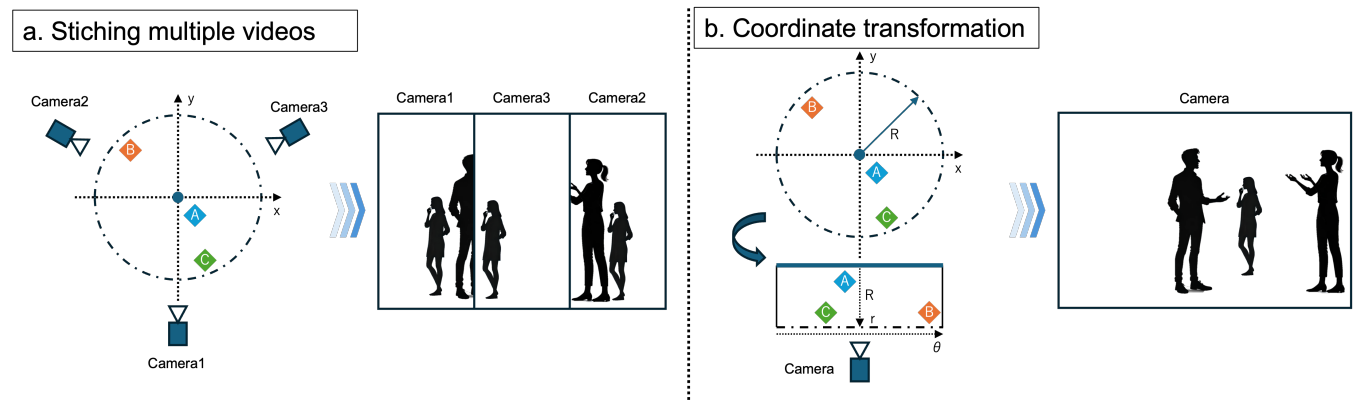 a. Stiching multiple videos
Camera2
y
Camera3
B
x
A
C
Camera1
Camera1
Camera3
Camera2
b. Coordinate transformation
y
B
R
x
A
C
A
R
C
B
r
θ
Camera
Camera